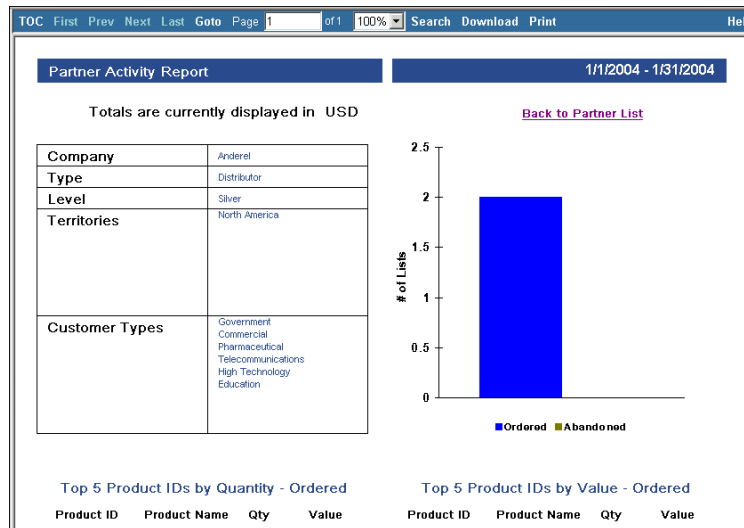 TOC First Prev Next Last Goto Page 1 of 1 100% Search Download Print Hel
Partner Activity Report
1/1/2004 - 1/31/2004
Totals are currently displayed in USD
Back to Partner List
Company Anderel
Type Distributor
Level Silver
Territories North America
Customer Types Government
Commercial
Pharmaceutical
Telecommunications
High Technology
Education
2.5
2
1.5
1
0.5
0
# of Lists
Ordered Abandoned
Top 5 Product IDs by Quantity - Ordered
Product ID Product Name Qty Value
Top 5 Product IDs by Value - Ordered
Product ID Product Name Qty Value